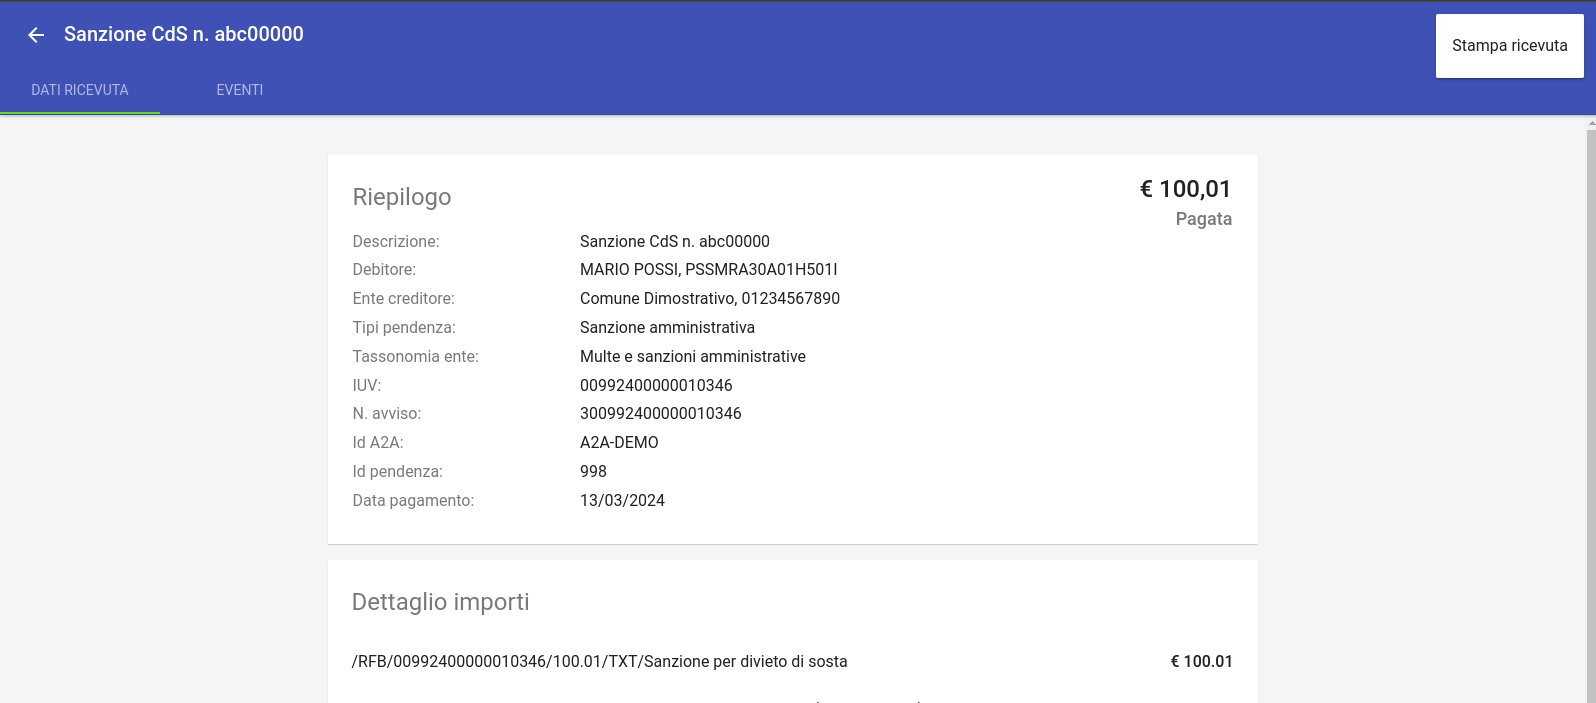 Sanzione CdS n. abc00000
Stampa ricevuta
DATI RICEVUTA EVENTI
Riepilogo
€ 100,01
Pagata
Descrizione: Sanzione CdS n. abc00000
Debitore: MARIO POSSI, PSSMRA30A01H501I
Ente creditore: Comune Dimostrativo, 01234567890
Tipi pendenza: Sanzione amministrativa
Tassonomia ente: Multe e sanzioni amministrative
IUV: 00992400000010346
N. avviso: 300992400000010346
Id A2A: A2A-DEMO
Id pendenza: 998
Data pagamento: 13/03/2024
Dettaglio importi
/RFB/00992400000010346/100.01/TXT/Sanzione per divieto di sosta € 100.01